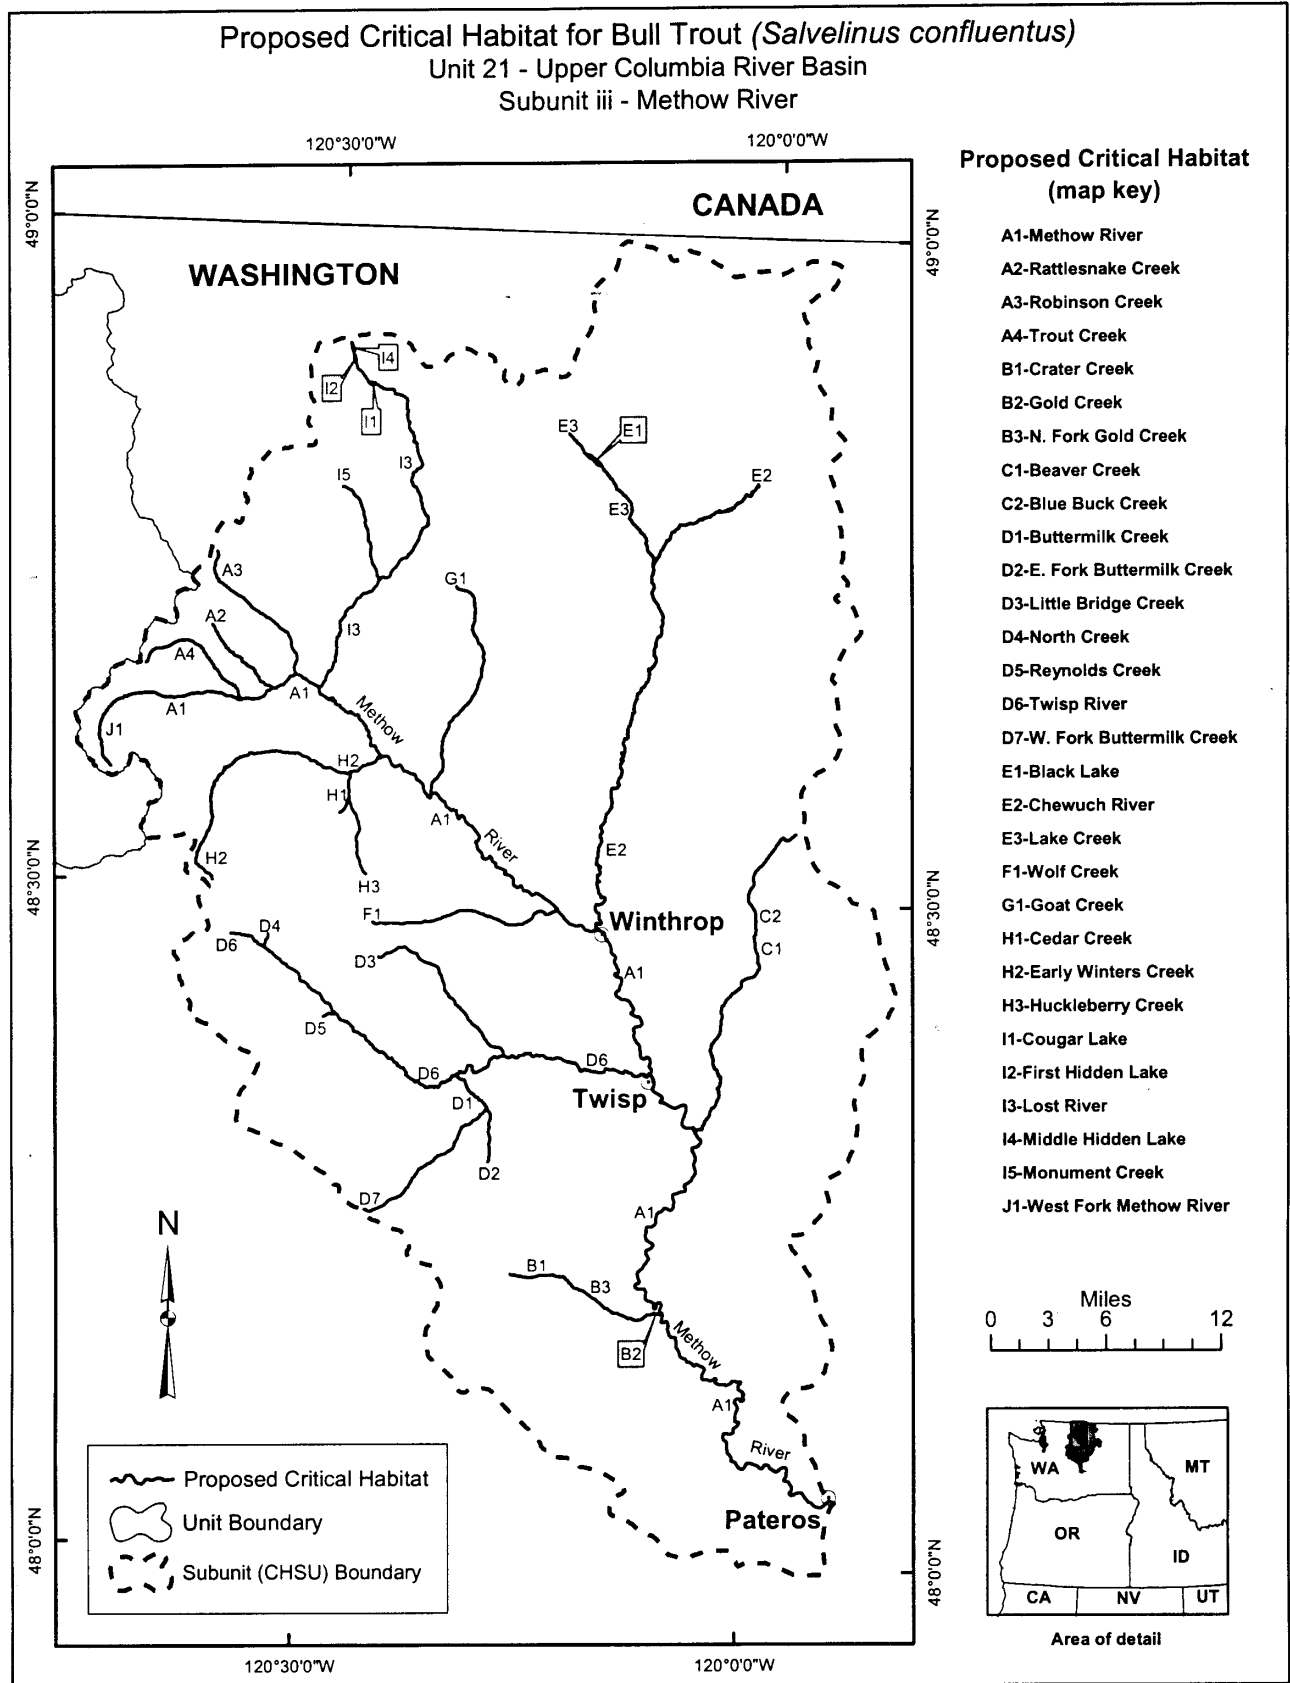 Proposed Critical Habitat for Bull Trout (Salvelinus confluentus)
Unit 21 - Upper Columbia River Basin
Subunit iii - Methow River
120°30'0"W
120°0'0"W
49°0'0"N
49°0'0"N
CANADA
WASHINGTON
I4
I2
I1
E3
E1
I3
I5
E2
E3
A3
G1
A2
I3
A4
A1
A1
Methow
J1
H2
H1
A1
River
E2
H2
H3
48°30'0"N
48°30'0"N
F1
Winthrop
C2
D4
D6
D3
C1
A1
D5
D6
D6
Twisp
D1
D2
D7
A1
N
B1
B3
Methow
B2
A1
River
Pateros
48°0'0"N
48°0'0"N
120°30'0"W
120°0'0"W
Proposed Critical Habitat
Unit Boundary
Subunit (CHSU) Boundary
Proposed Critical Habitat
(map key)
A1-Methow River
A2-Rattlesnake Creek
A3-Robinson Creek
A4-Trout Creek
B1-Crater Creek
B2-Gold Creek
B3-N. Fork Gold Creek
C1-Beaver Creek
C2-Blue Buck Creek
D1-Buttermilk Creek
D2-E. Fork Buttermilk Creek
D3-Little Bridge Creek
D4-North Creek
D5-Reynolds Creek
D6-Twisp River
D7-W. Fork Buttermilk Creek
E1-Black Lake
E2-Chewuch River
E3-Lake Creek
F1-Wolf Creek
G1-Goat Creek
H1-Cedar Creek
H2-Early Winters Creek
H3-Huckleberry Creek
I1-Cougar Lake
I2-First Hidden Lake
I3-Lost River
I4-Middle Hidden Lake
I5-Monument Creek
J1-West Fork Methow River
Miles
0 3 6 12
WA
MT
OR
ID
CA
NV
UT
Area of detail